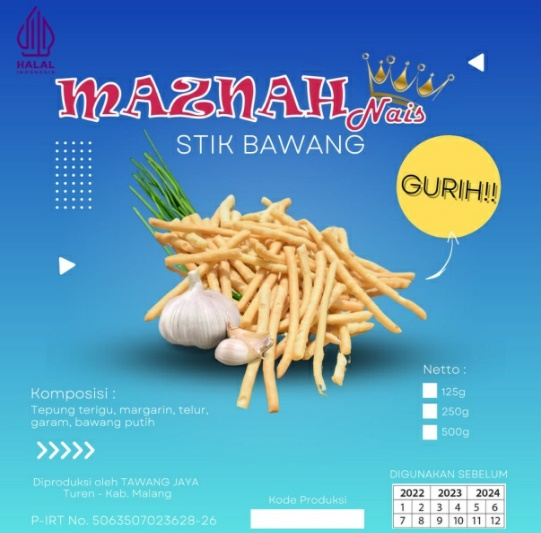 HALAL
INDONESIA
MAZNAH
Nais
STIK BAWANG
GURIH!!
Netto :
125g
250g
500g
Komposisi :
Tepung terigu, margarin, telur,
garam, bawang putih
Diproduksi oleh TAWANG JAYA
Turen - Kab. Malang
P-IRT No. 5063507023628-26
Kode Produksi
DIGUNAKAN SEBELUM
2022 2023 2024
1 2 3 4 5 6
7 8 9 10 11 12